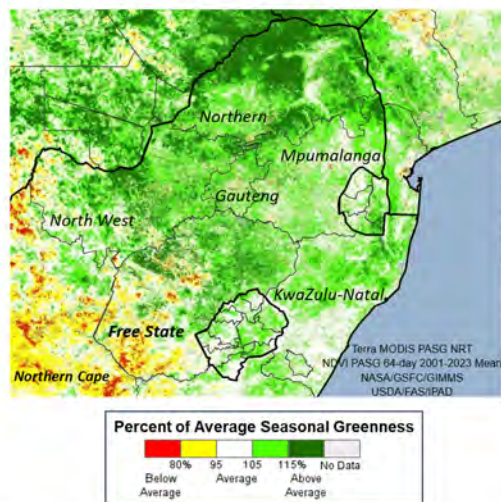 Northern
Mpumalanga
Gauteng
North West
KwaZulu-Natal
Free State
Northern Cape
Terra MODIS PASG NRT
NDVI PASG 64-day 2001-2023 Mean
NASA/GSFC/GIMMS
USDA/FAS/IPAD
Percent of Average Seasonal Greenness
80% 95 105 115% No Data
Below Average Above
Average Average